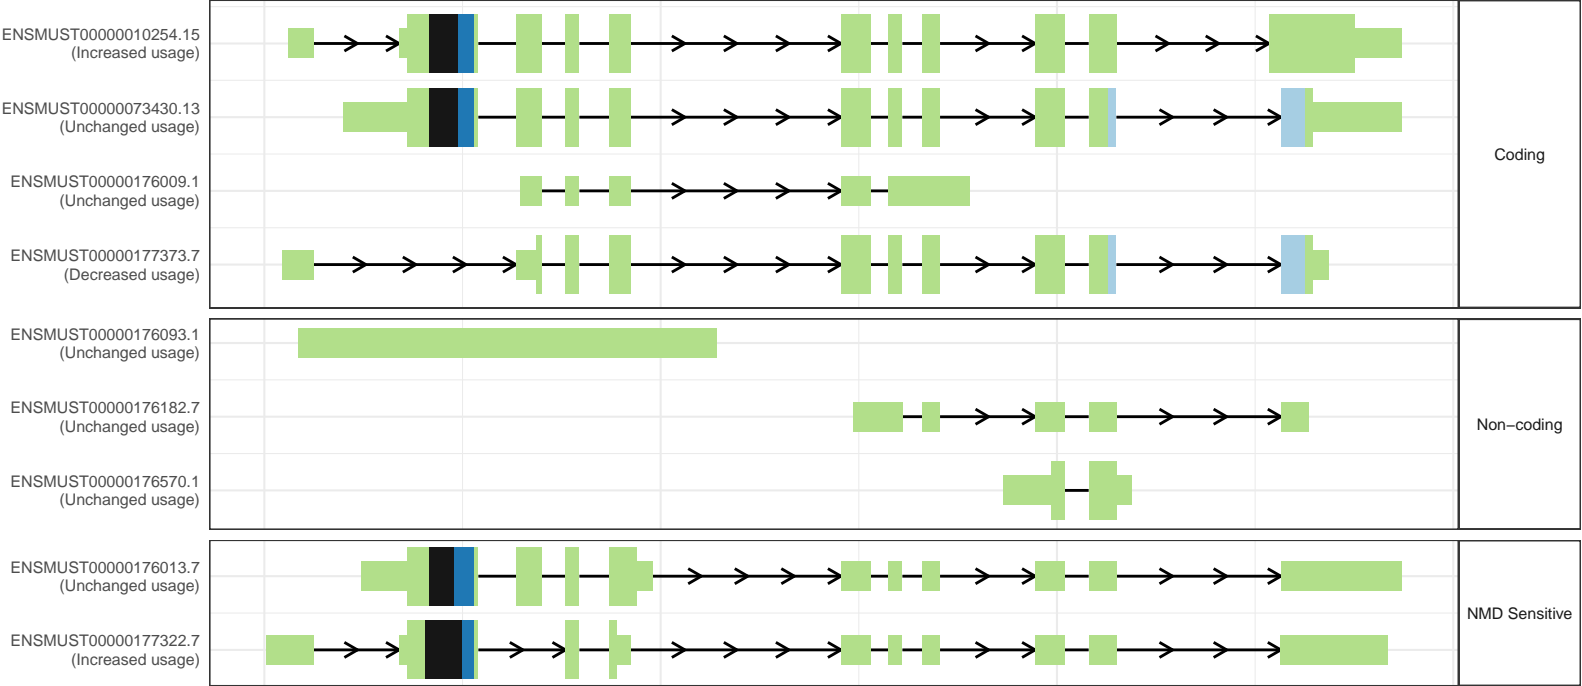 ENSMUST00000010254.15
(Increased usage)
ENSMUST00000073430.13
(Unchanged usage)
ENSMUST00000176009.1
(Unchanged usage)
ENSMUST00000177373.7
(Decreased usage)
Coding
ENSMUST00000176093.1
(Unchanged usage)
ENSMUST00000176182.7
(Unchanged usage)
ENSMUST00000176570.1
(Unchanged usage)
Non−coding
ENSMUST00000176013.7
(Unchanged usage)
ENSMUST00000177322.7
(Increased usage)
NMD Sensitive